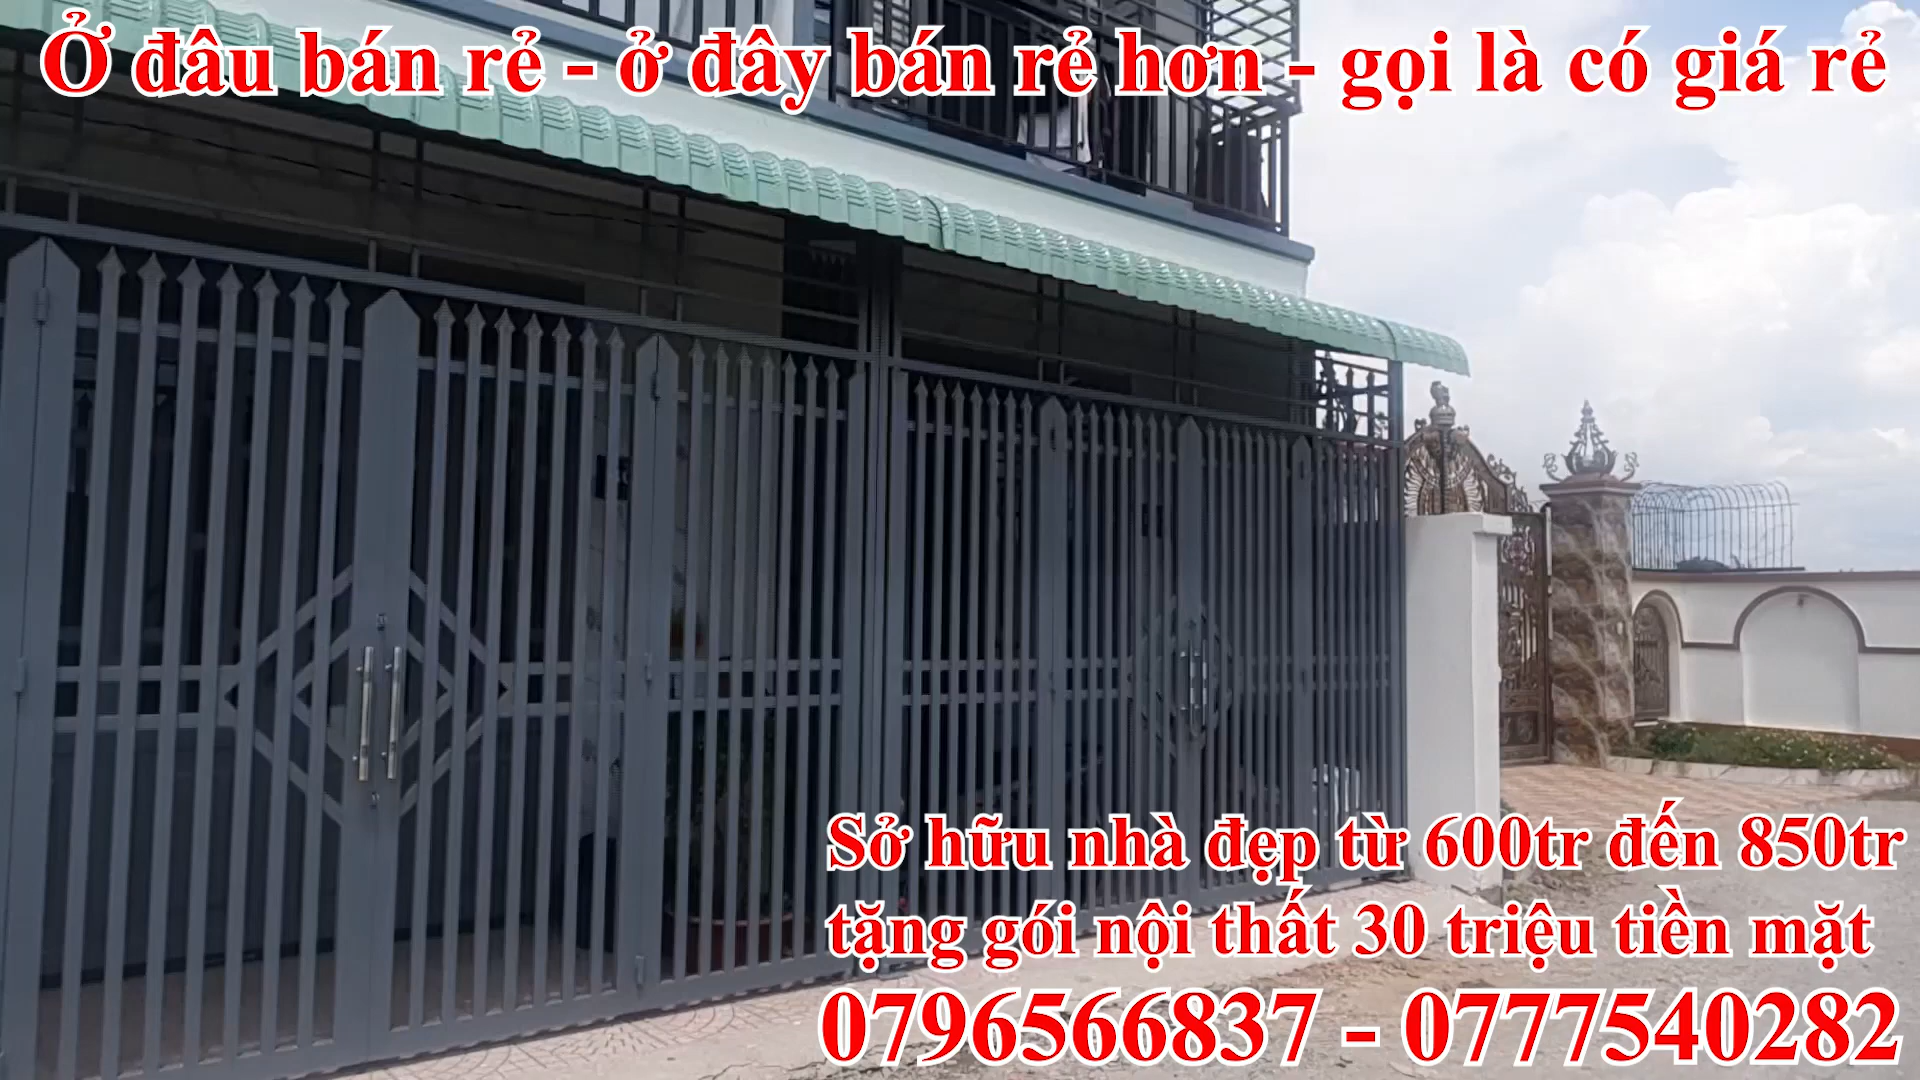 Ở đâu bán rẻ - ở đây bán rẻ hơn - gọi là có giá rẻ
Sở hữu nhà đẹp từ 600tr đến 850tr
tặng gói nội thất 30 triệu tiền mặt
0796566837 - 0777540282